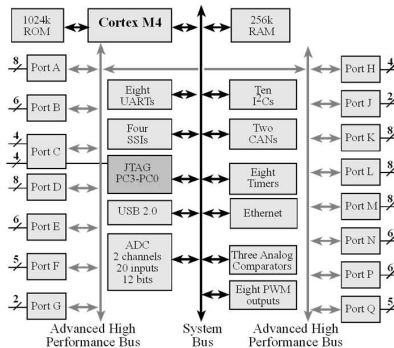 1024k
ROM
Cortex M4
256k
RAM
8
Port A
6
Port B
4
Port C
4
8
Port D
6
Port E
5
Port F
2
Port G
Eight
UARTs
Four
SSIs
JTAG
PC3-PC0
USB 2.0
ADC
2 channels
20 inputs
12 bits
Ten
I²Cs
Two
CANs
Eight
Timers
Ethernet
Three Analog
Comparators
Eight PWM
outputs
Port H
4
Port J
2
Port K
8
Port L
8
Port M
8
Port N
6
Port P
6
Port Q
5
Advanced High
Performance Bus
System
Bus
Advanced High
Performance Bus